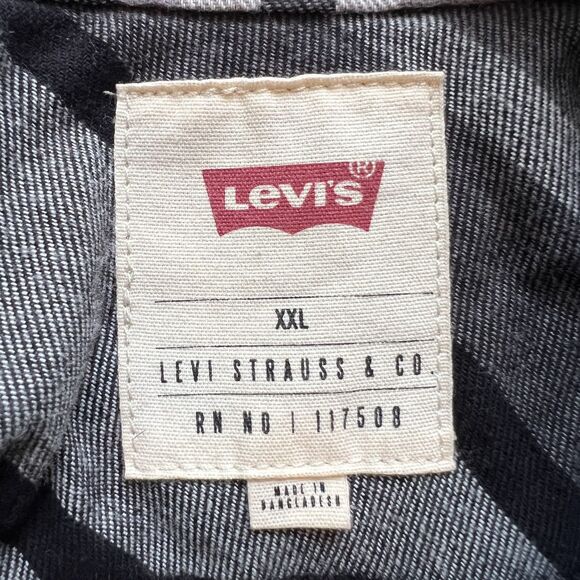 Levi's®
XXL
LEVI STRAUSS & CO.
RN NO | 117508
MADE IN
BANGLADESH